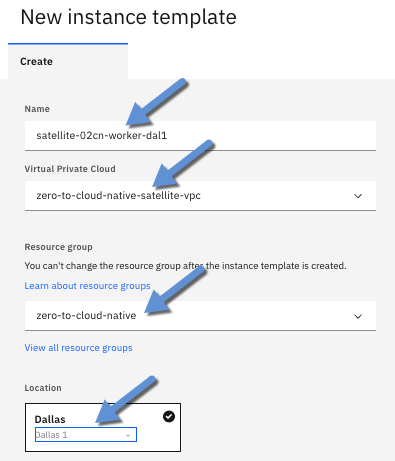 New instance template
Create
Name
satellite-02cn-worker-dal1
Virtual Private Cloud
zero-to-cloud-native-satellite-vpc
Resource group
You can't change the resource group after the instance template is created.
Learn about resource groups
zero-to-cloud-native
View all resource groups
Location
Dallas
Dallas 1